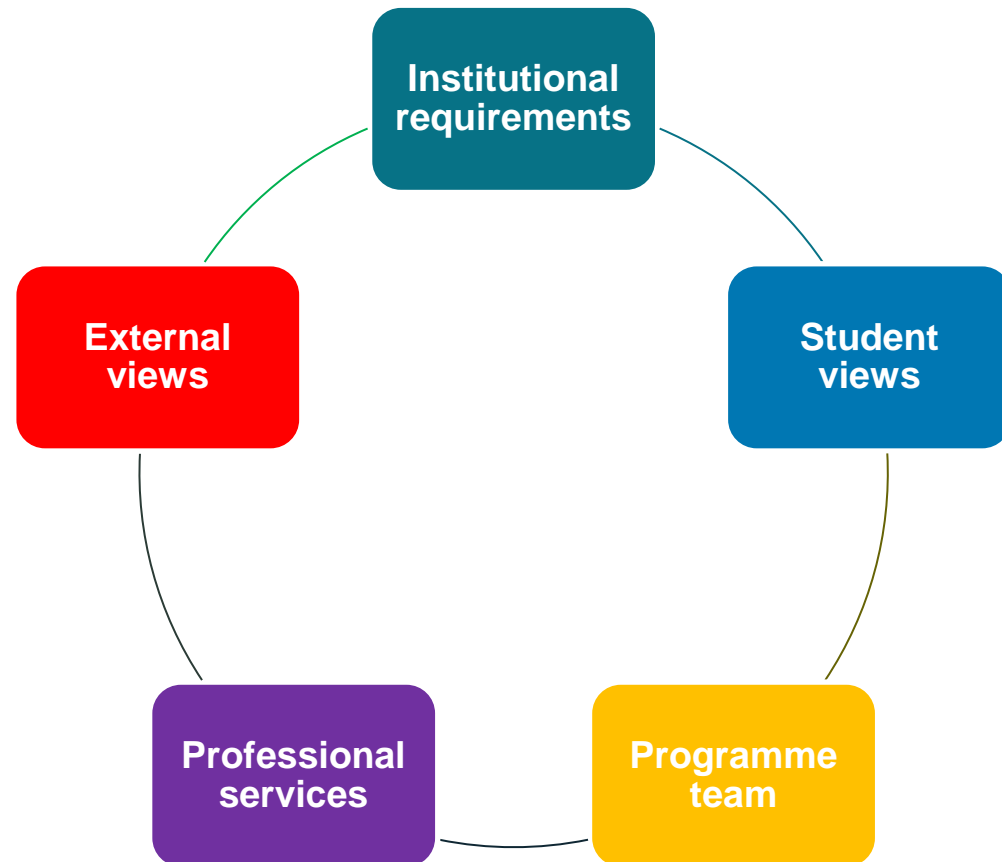 Institutional
requirements
External
views
Student
views
Professional
services
Programme
team